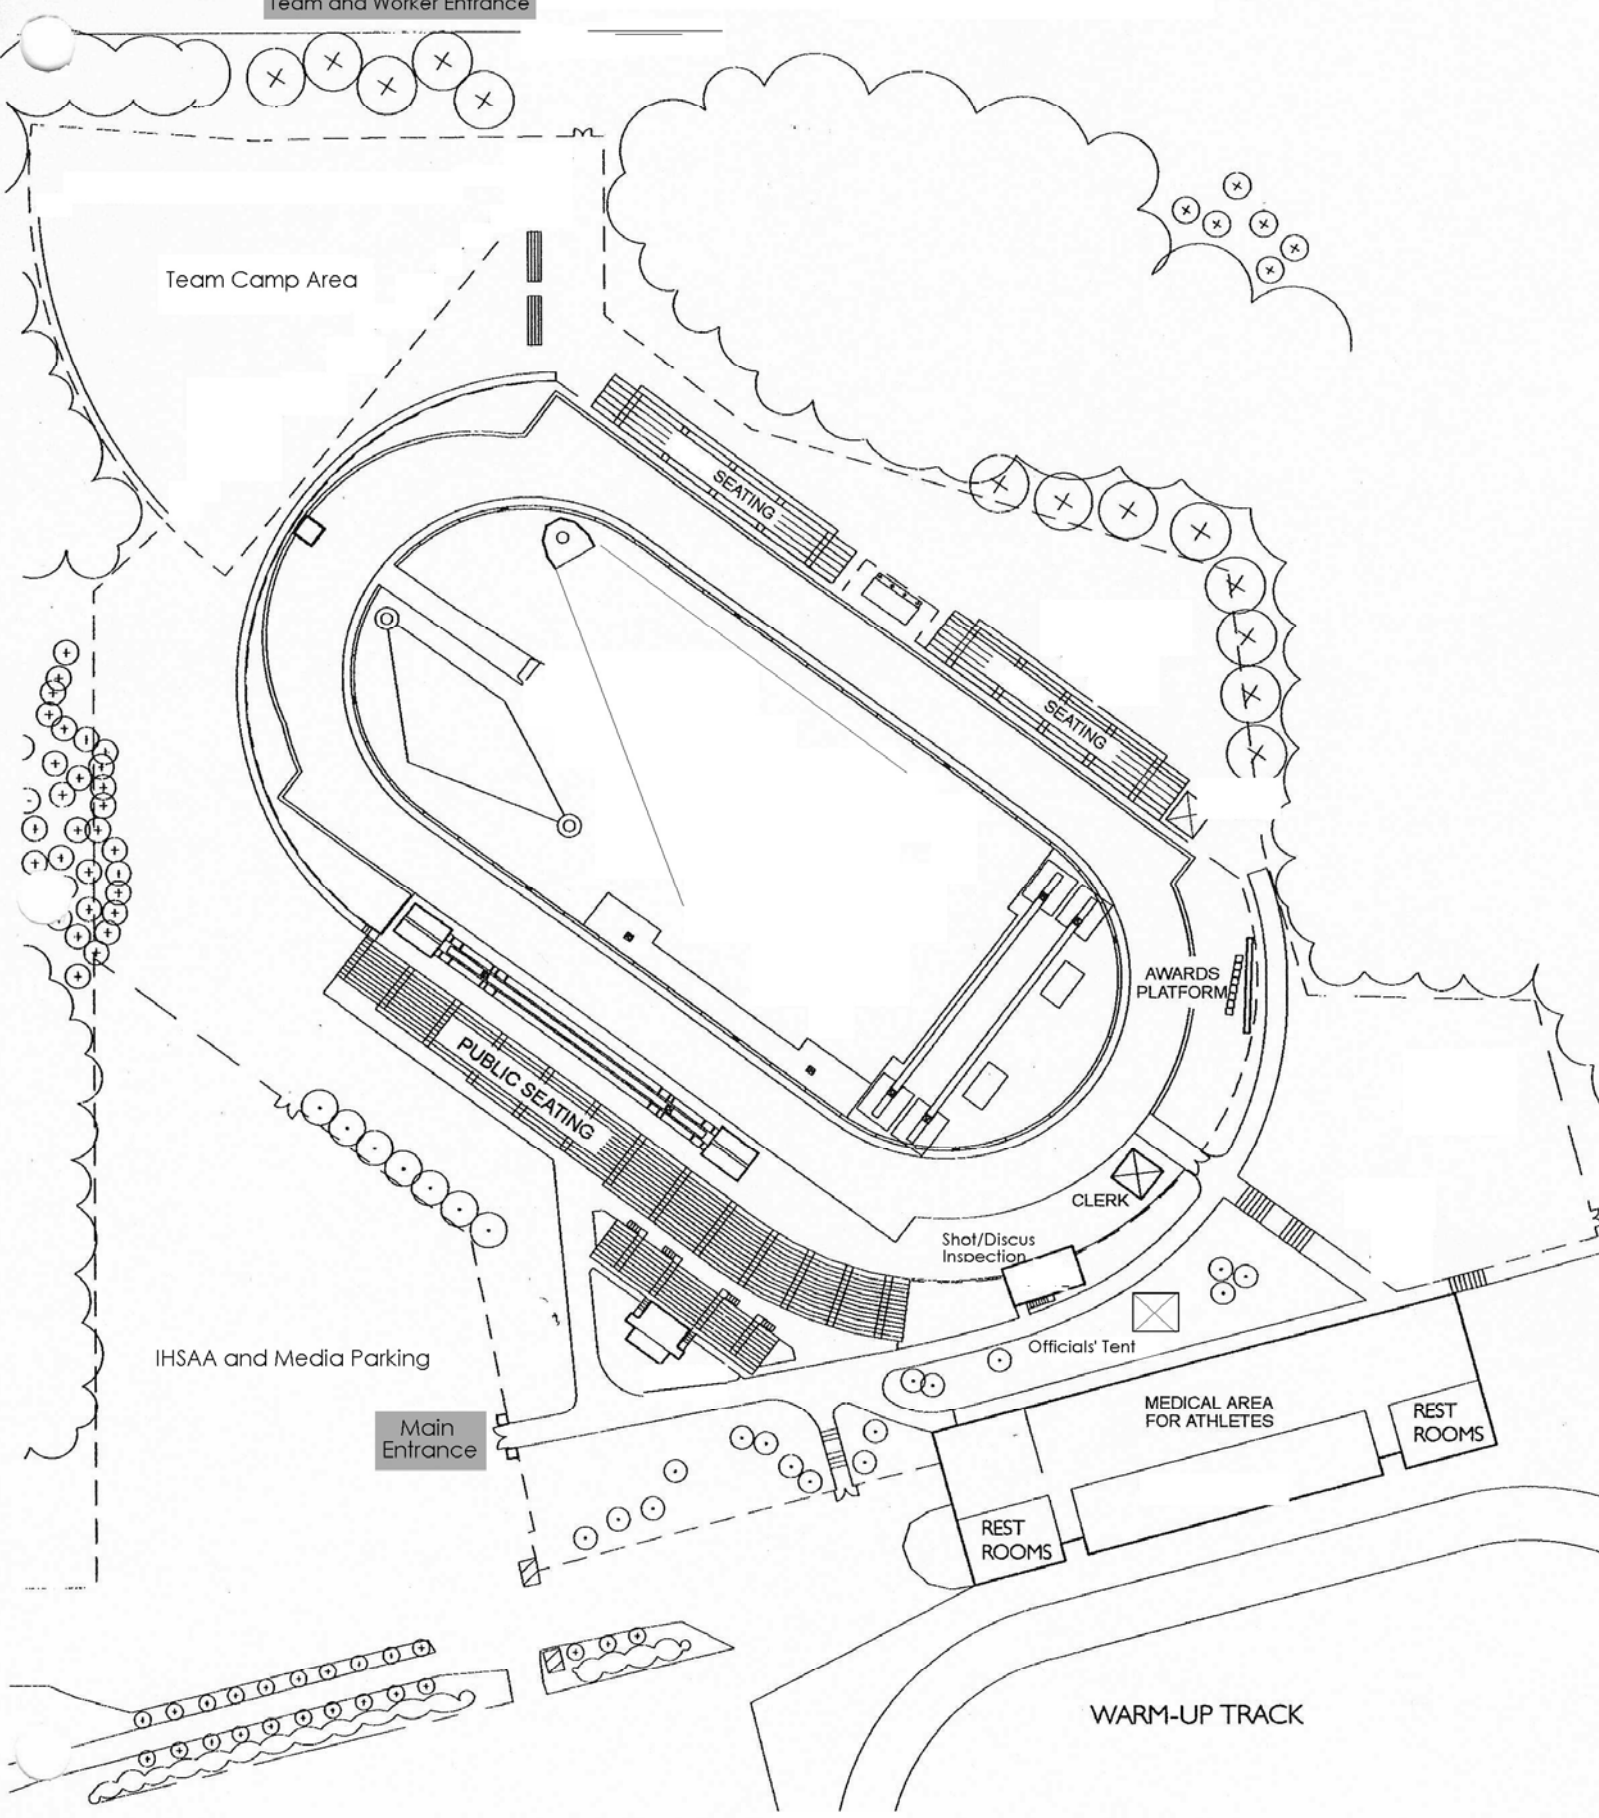 Team and Worker Entrance
Team Camp Area
SEATING
SEATING
AWARDS
PLATFORM
PUBLIC SEATING
CLERK
Shot/Discus
Inspection
Officials' Tent
IHSAA and Media Parking
Main
Entrance
MEDICAL AREA
FOR ATHLETES
REST
ROOMS
REST
ROOMS
WARM-UP TRACK